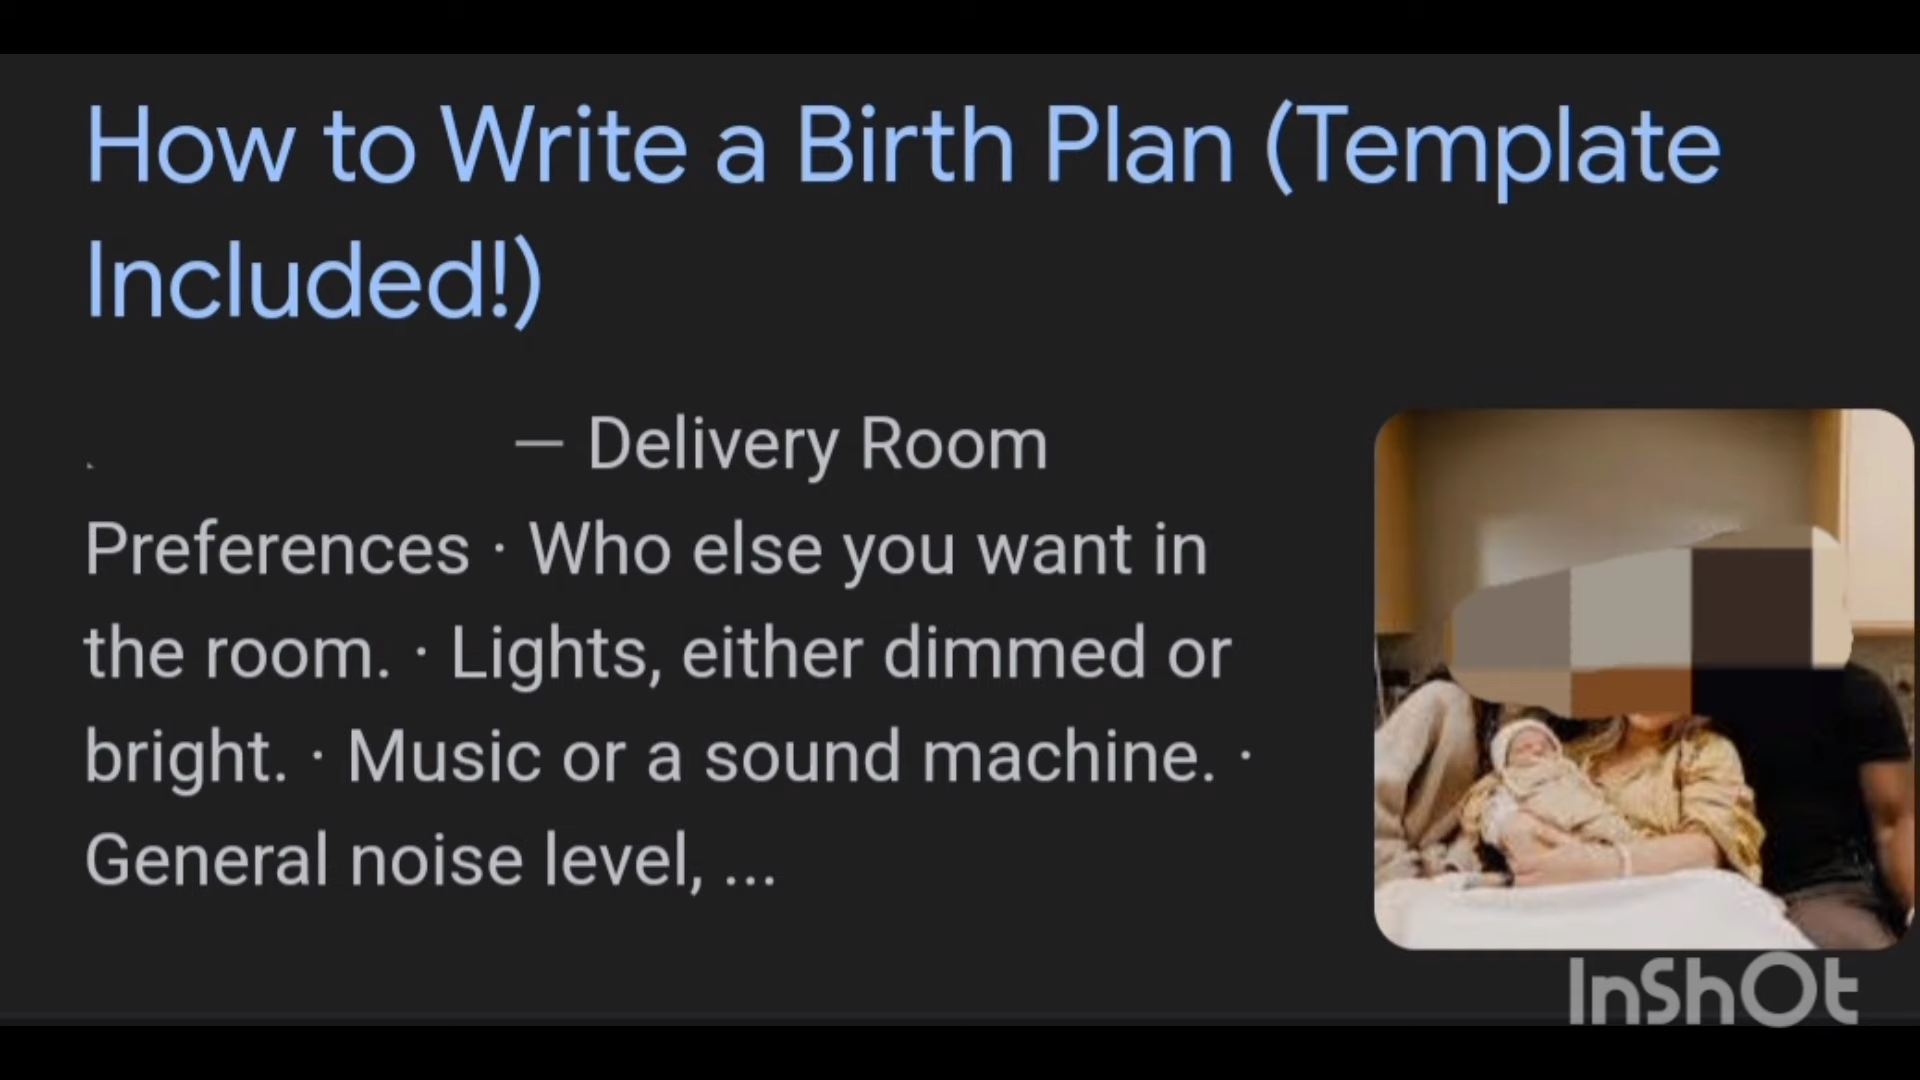 How to Write a Birth Plan (Template
Included!)
— Delivery Room
Preferences · Who else you want in
the room. · Lights, either dimmed or
bright. · Music or a sound machine. ·
General noise level, ...
InShOt